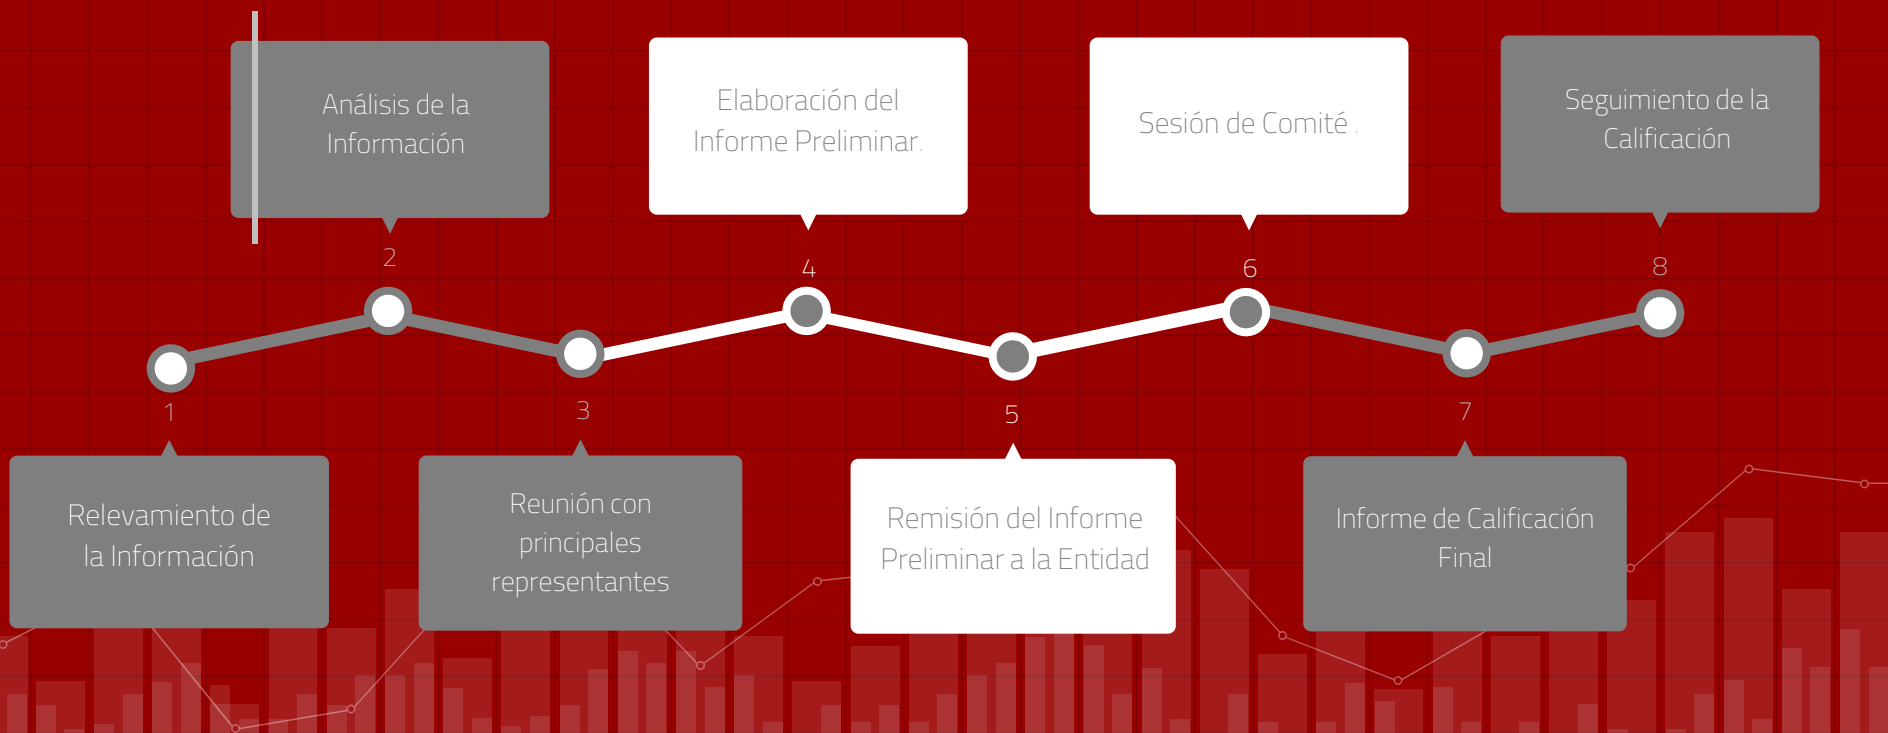 Análisis de la
Información
2
Elaboración del
Informe Preliminar.
4
Sesión de Comité .
6
Seguimiento de la
Calificación
8
1
Relevamiento de
la Información
3
Reunión con
principales
representantes
5
Remisión del Informe
Preliminar a la Entidad
7
Informe de Calificación
Final